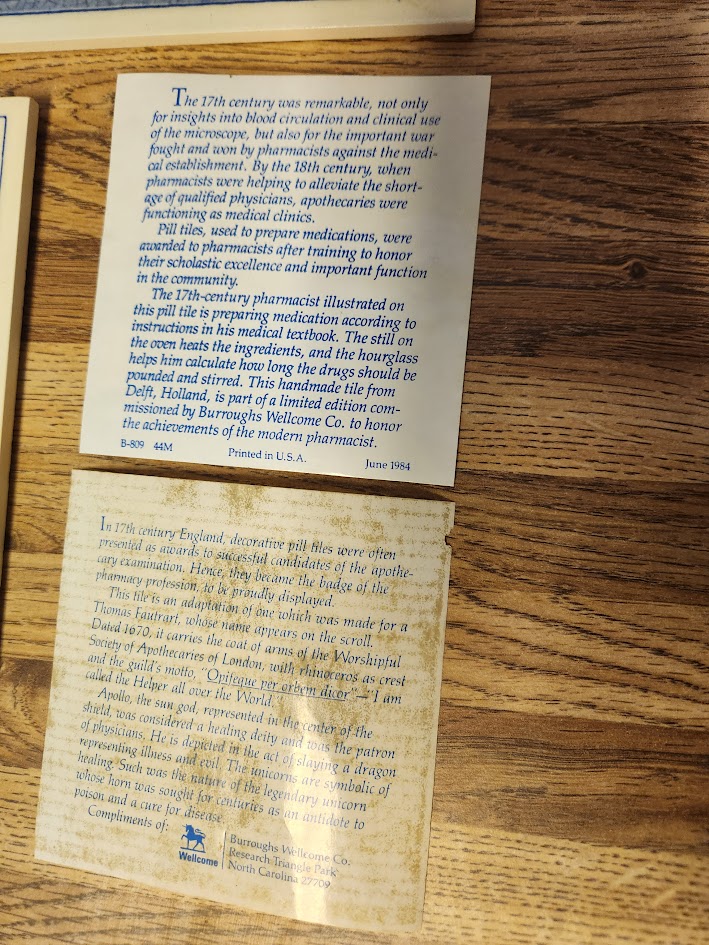 The 17th century was remarkable, not only
for insights into blood circulation and clinical use
of the microscope, but also for the important war
fought and won by pharmacists against the medi-
cal establishment. By the 18th century, when
pharmacists were helping to alleviate the short-
age of qualified physicians, apothecaries were
functioning as medical clinics.
Pill tiles, used to prepare medications, were
awarded to pharmacists after training to honor
their scholastic excellence and important function
in the community.
The 17th-century pharmacist illustrated on
this pill tile is preparing medication according to
instructions in his medical textbook. The still on
the oven heats the ingredients, and the hourglass
helps him calculate how long the drugs should be
pounded and stirred. This handmade tile from
Delft, Holland, is part of a limited edition com-
missioned by Burroughs Wellcome Co. to honor
the achievements of the modern pharmacist.
B-809 44M Printed in U.S.A. June 1984
In 17th century England, decorative pill tiles were often
presented as awards to successful candidates of the apothe-
cary examination. Hence, they became the badge of the
pharmacy profession, to be proudly displayed.
This tile is an adaptation of one which was made for a
Thomas Fautrart, whose name appears on the scroll.
Dated 1670, it carries the coat of arms of the Worshipful
Society of Apothecaries of London, with rhinoceros as crest
and the guild's motto, "Opifeque per orbem dicor"—"I am
called the Helper all over the World."
Apollo, the sun god, represented in the center of the
shield, was considered a healing deity and was the patron
of physicians. He is depicted in the act of slaying a dragon
representing illness and evil. The unicorns are symbolic of
healing. Such was the nature of the legendary unicorn
whose horn was sought for centuries as an antidote to
poison and a cure for disease.
Compliments of:
Wellcome
Burroughs Wellcome Co.
Research Triangle Park
North Carolina 27709